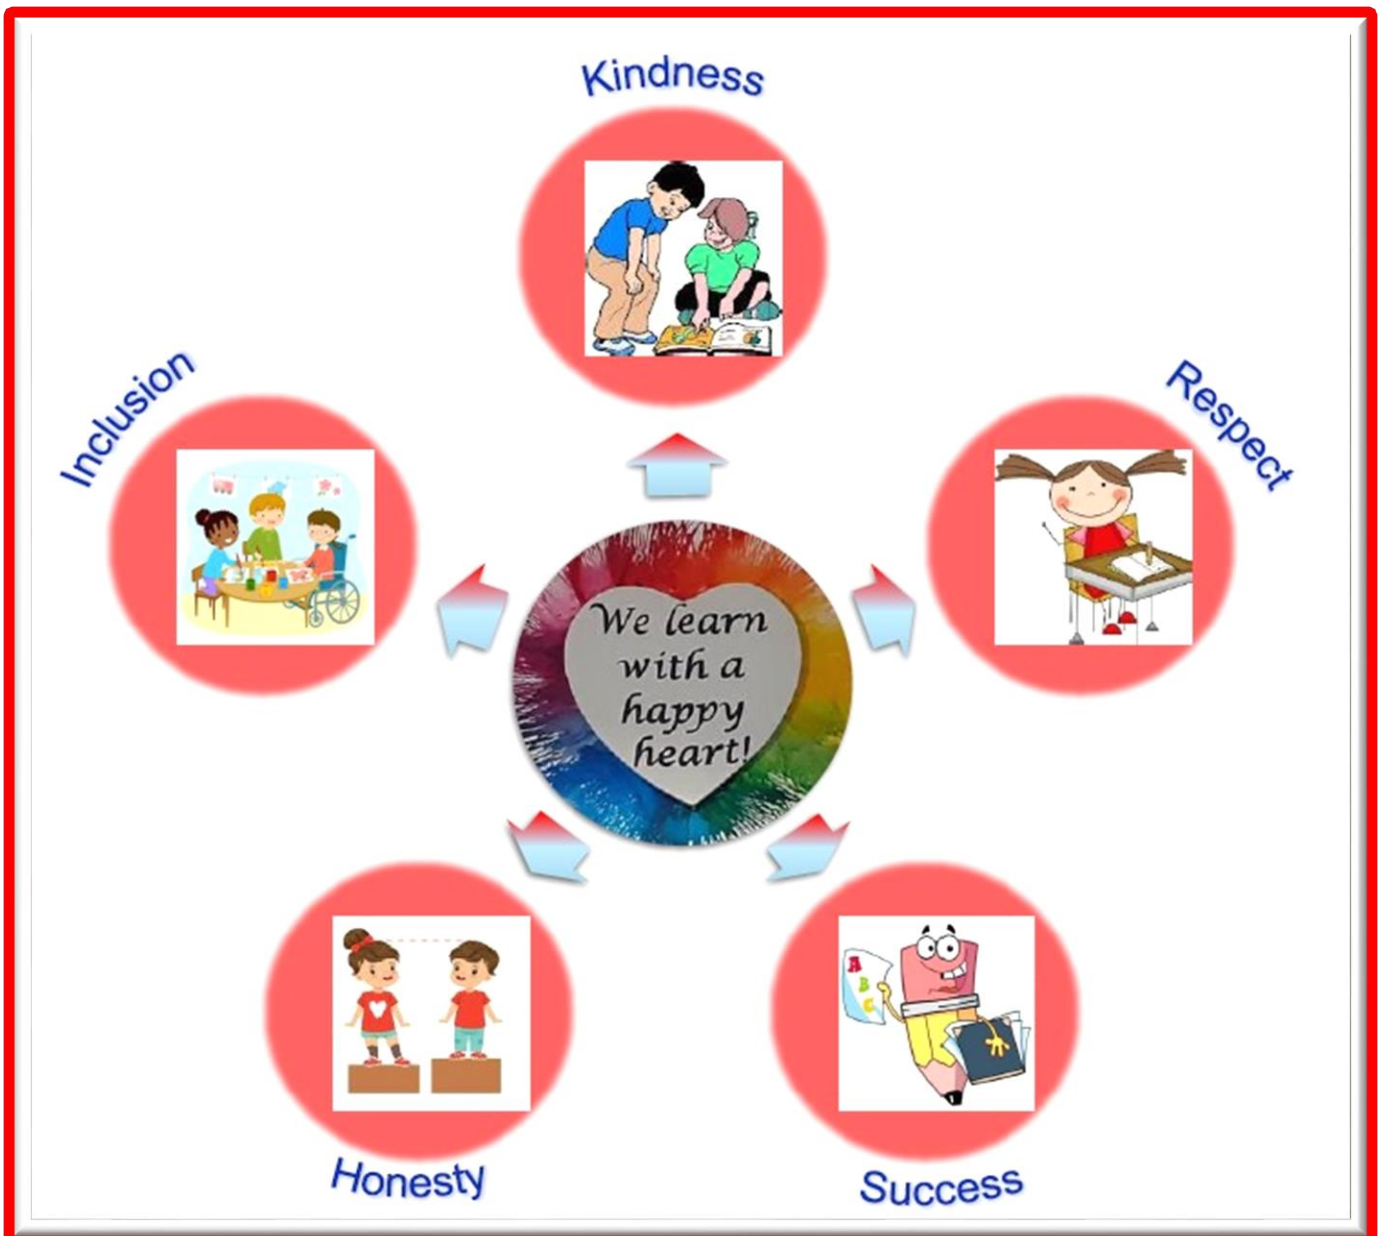 Kindness
Inclusion
Respect
We learn
with a
happy
heart!
A
B
C
Honesty
Success